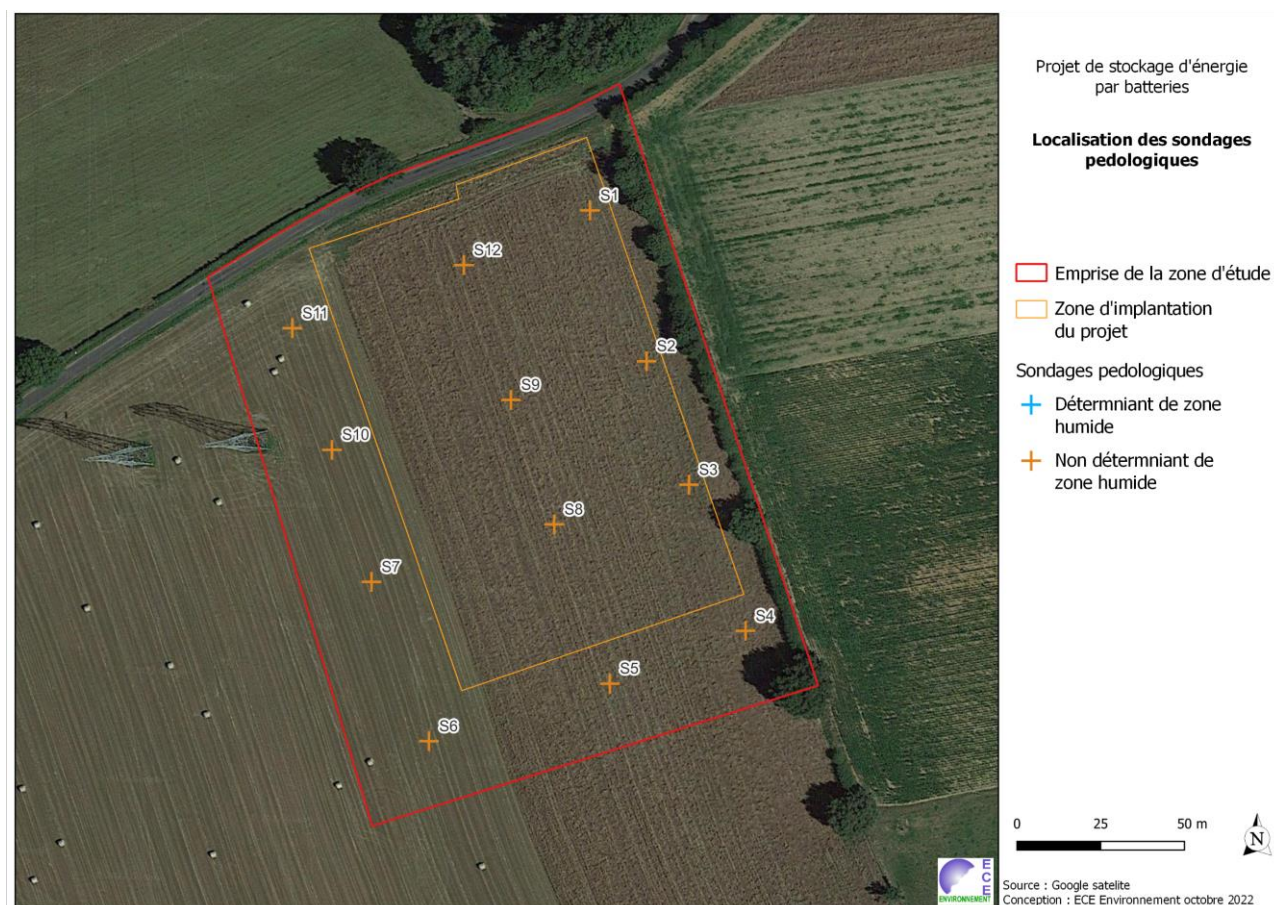 Projet de stockage d'énergie
par batteries
Localisation des sondages
pedologiques
S1
S12
S11
S2
S9
S10
S3
S8
S7
S4
S5
S6
Emprise de la zone d'étude
Zone d'implantation
du projet
Sondages pedologiques
Détermniant de zone
humide
Non détermniant de
zone humide
0 25 50 m
N
ECE
ENVIRONNEMENT
Source : Google satelite
Conception : ECE Environnement octobre 2022